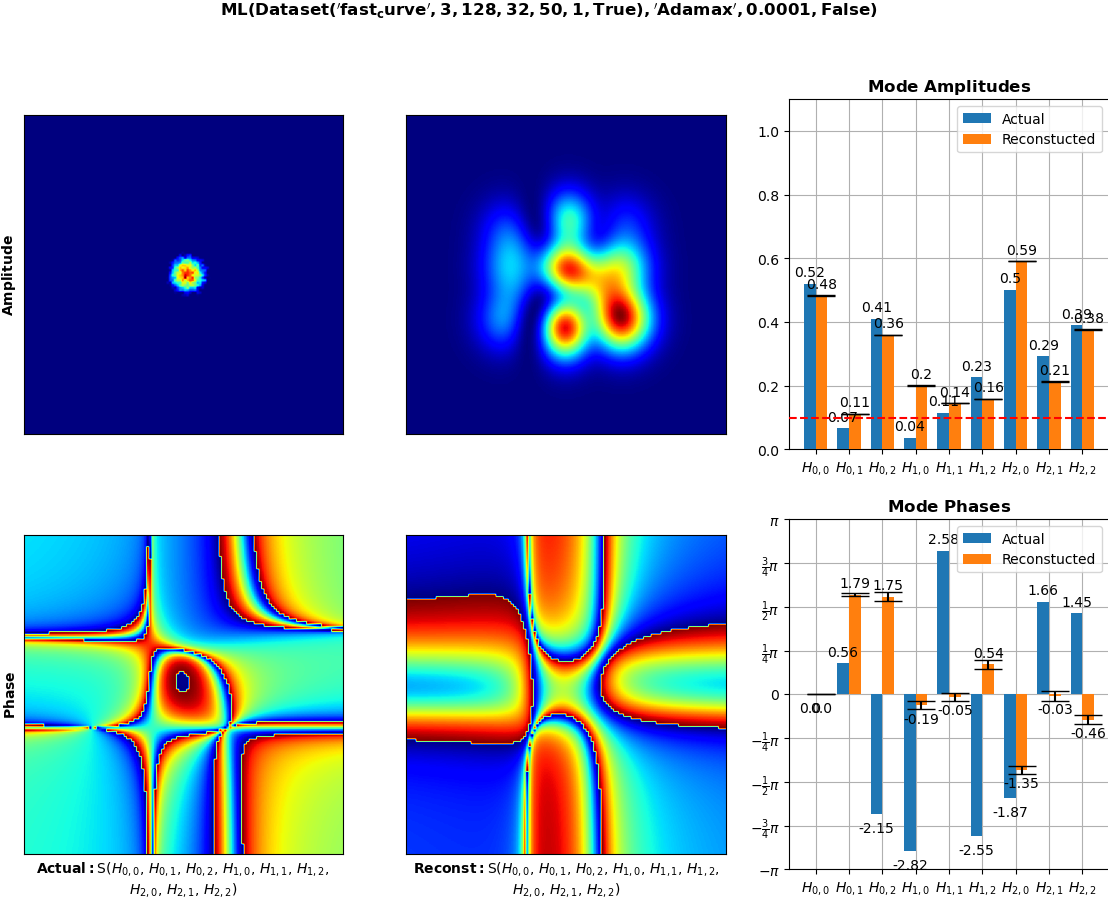 ML(Dataset('fast_curve', 3, 128, 32, 50, 1, True), 'Adamax', 0.0001, False)
Mode Amplitudes
Amplitude
1.0
0.8
0.6
0.4
0.2
0.0
Actual
Reconstucted
0.52
0.48
0.07
0.11
0.41
0.36
0.04
0.2
0.11
0.14
0.23
0.16
0.5
0.59
0.29
0.21
0.39
0.38
H0,0 H0,1 H0,2 H1,0 H1,1 H1,2 H2,0 H2,1 H2,2
Mode Phases
Phase
π
3/4π
1/2π
1/4π
0
−1/4π
−1/2π
−3/4π
−π
Actual
Reconstucted
0.0
0.0
0.56
1.79
-2.15
1.75
-2.82
-0.19
2.58
-0.05
-2.55
0.54
-1.87
-1.35
1.66
-0.03
1.45
-0.46
H0,0 H0,1 H0,2 H1,0 H1,1 H1,2 H2,0 H2,1 H2,2
Actual: S(H0,0, H0,1, H0,2, H1,0, H1,1, H1,2,
H2,0, H2,1, H2,2)
Reconst: S(H0,0, H0,1, H0,2, H1,0, H1,1, H1,2,
H2,0, H2,1, H2,2)